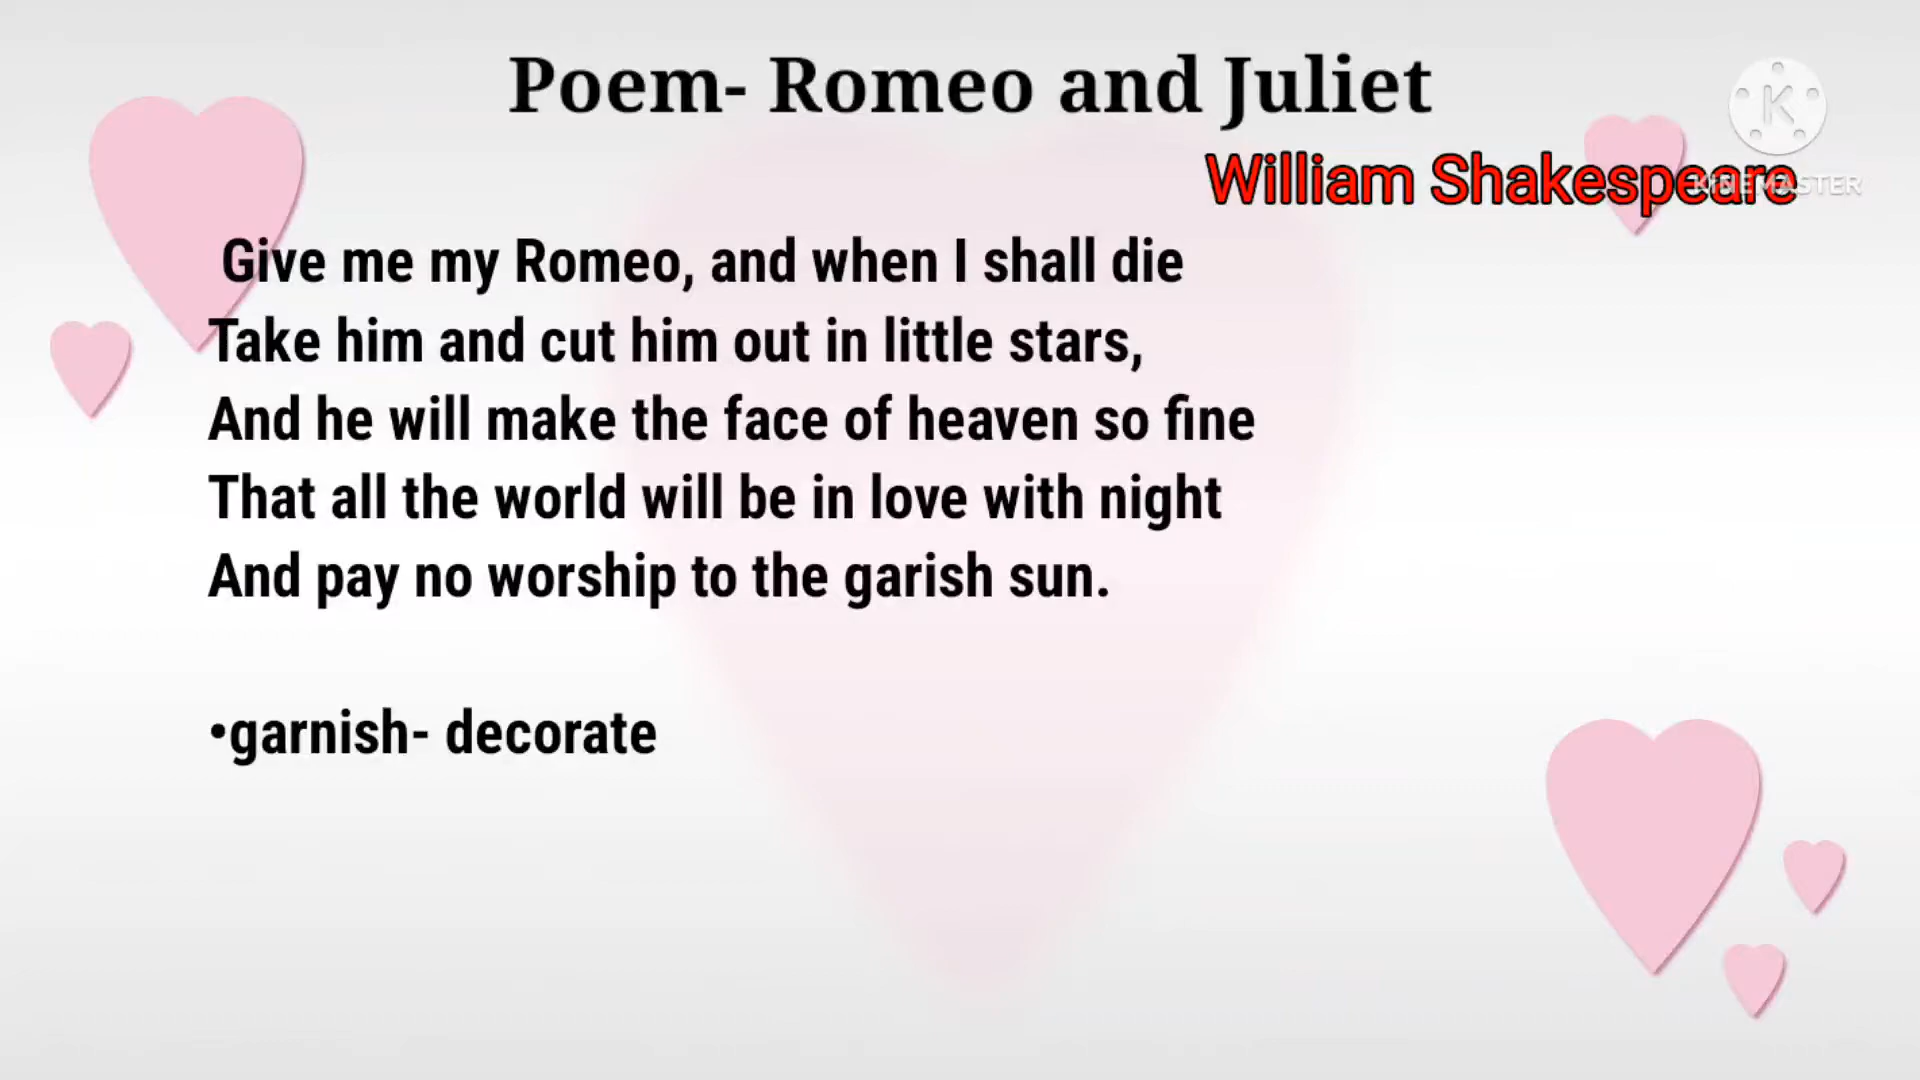 Poem- Romeo and Juliet
William Shakespeare
KINEMASTER
Give me my Romeo, and when I shall die
Take him and cut him out in little stars,
And he will make the face of heaven so fine
That all the world will be in love with night
And pay no worship to the garish sun.
•garnish- decorate